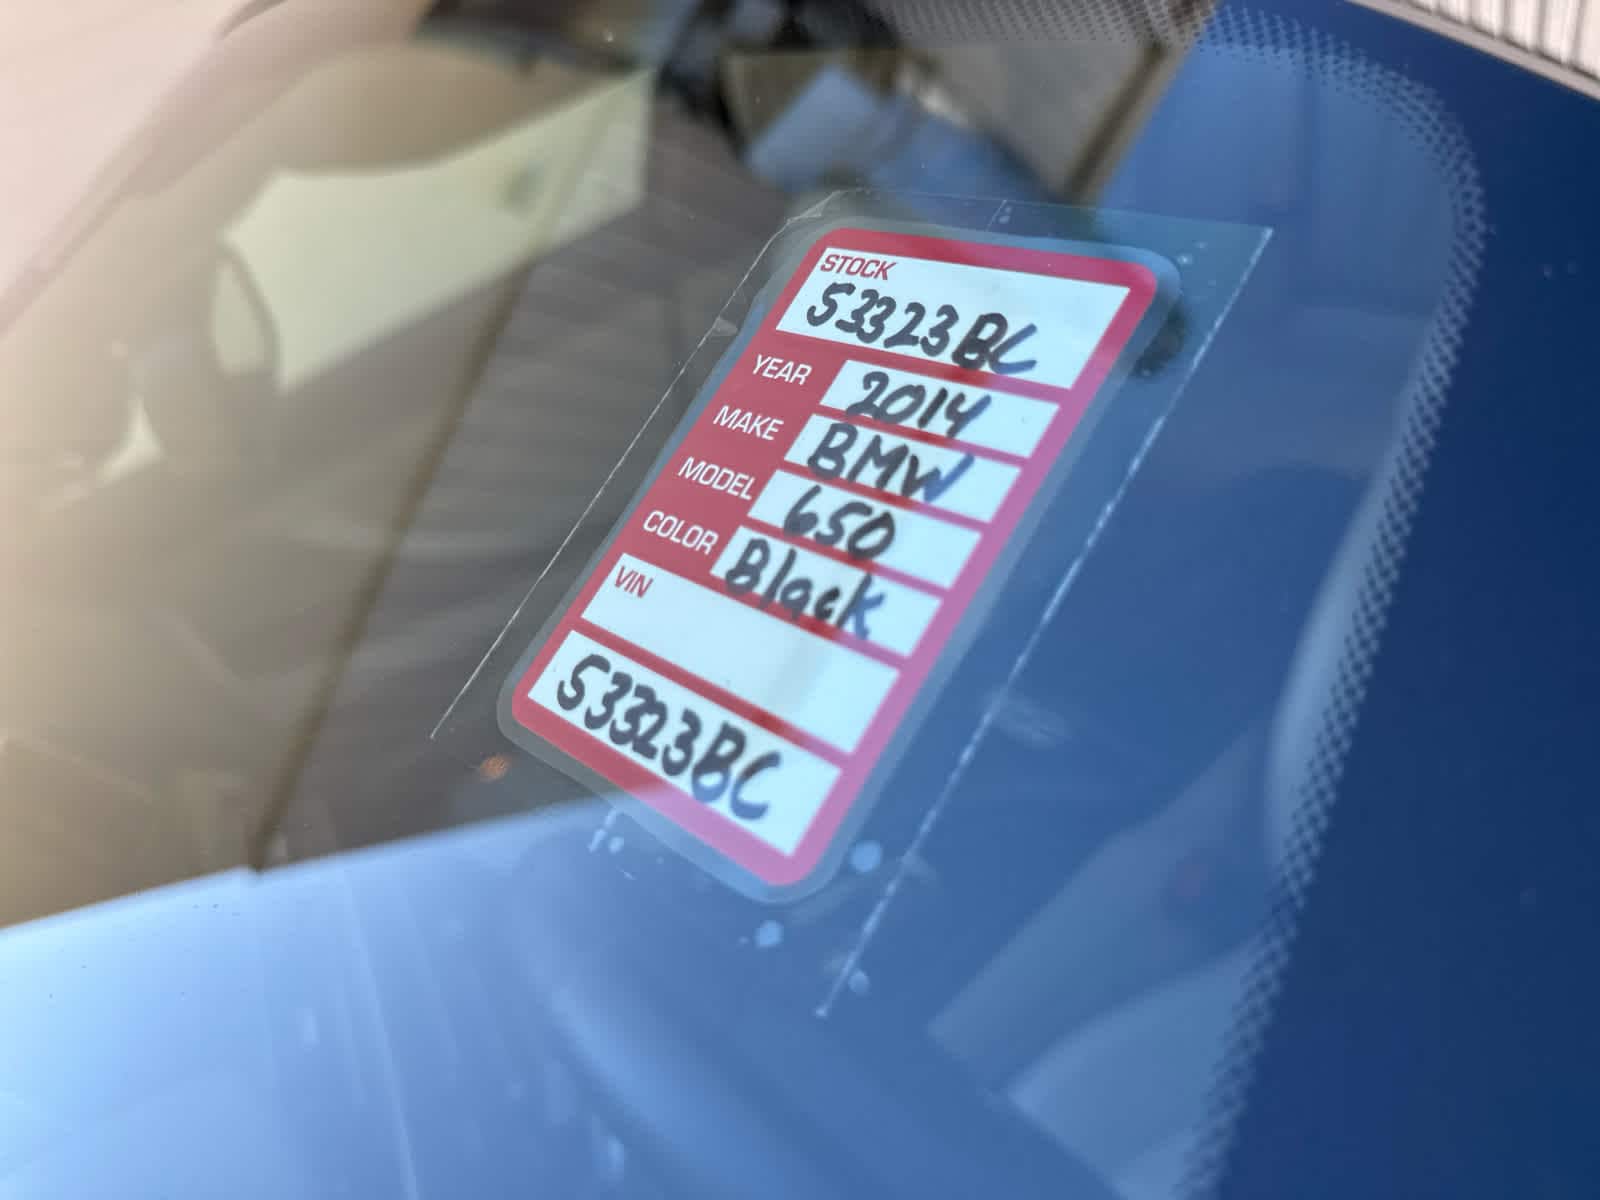 STOCK
53323BC
YEAR 2014
MAKE BMW
MODEL 650
COLOR Black
VIN
53323BC